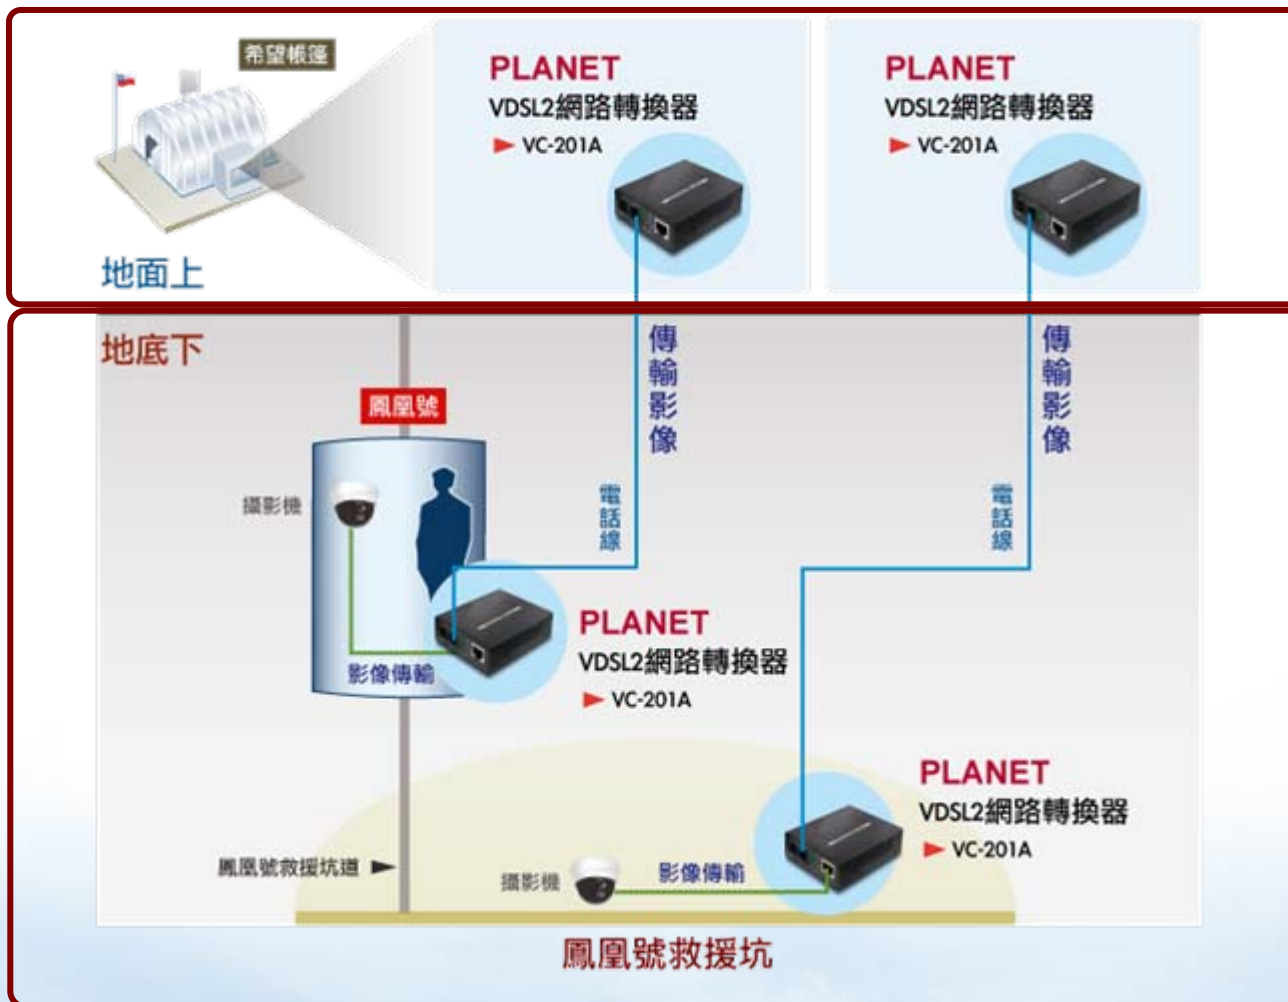 希望帳篷
PLANET
VDSL2網路轉換器
► VC-201A
PLANET
VDSL2網路轉換器
► VC-201A
地面上
地底下
傳輸影像
傳輸影像
鳳凰號
攝影機
電話線
電話線
PLANET
VDSL2網路轉換器
► VC-201A
影像傳輸
PLANET
VDSL2網路轉換器
► VC-201A
鳳凰號救援坑道 ►
攝影機
影像傳輸
鳳凰號救援坑